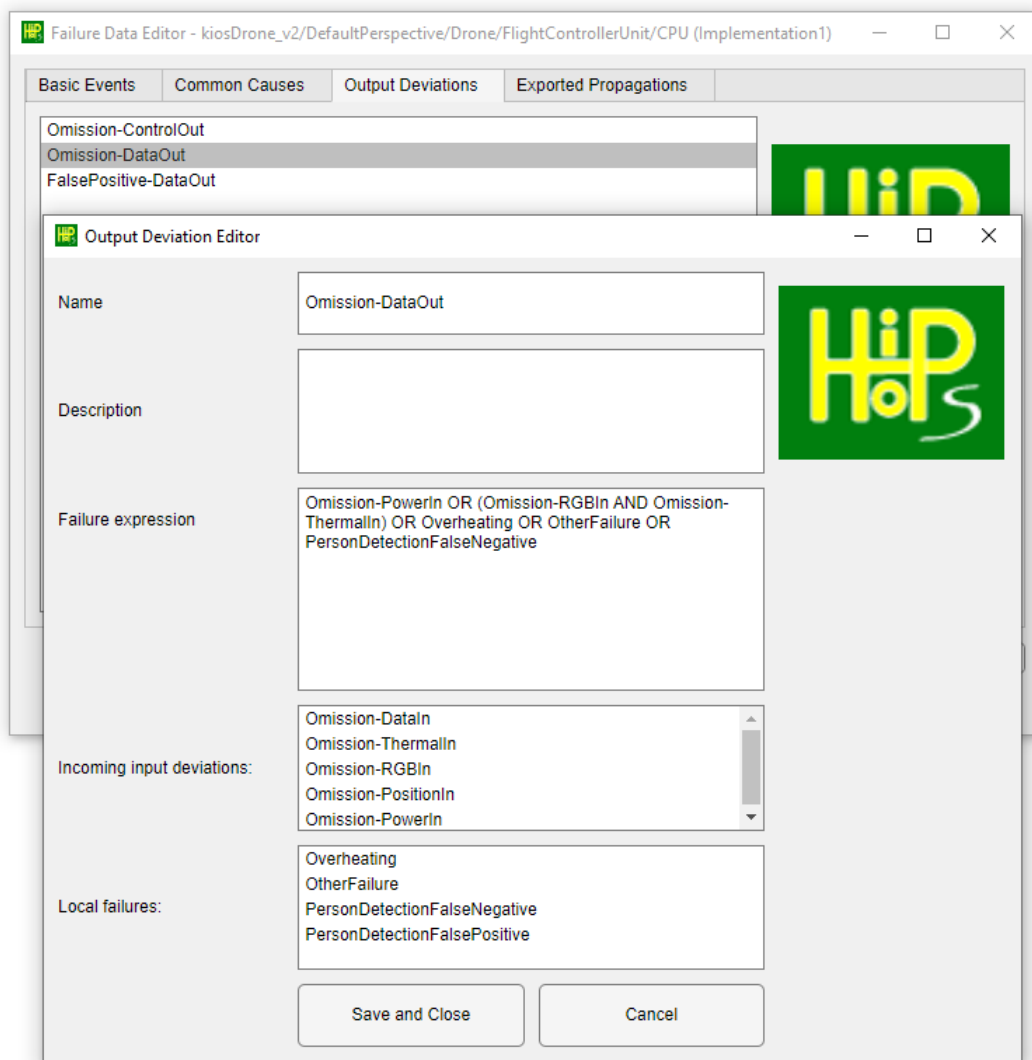 Failure Data Editor - kiosDrone_v2/DefaultPerspective/Drone/FlightControllerUnit/CPU (Implementation1)
Basic Events Common Causes Output Deviations Exported Propagations
Omission-ControlOut
Omission-DataOut
FalsePositive-DataOut
HiP
Output Deviation Editor
Name
Omission-DataOut
HiP
HoPS
Description
Failure expression
Omission-PowerIn OR (Omission-RGBIn AND Omission-
ThermalIn) OR Overheating OR OtherFailure OR
PersonDetectionFalseNegative
Incoming input deviations:
Omission-DataIn
Omission-ThermalIn
Omission-RGBIn
Omission-PositionIn
Omission-PowerIn
Local failures:
Overheating
OtherFailure
PersonDetectionFalseNegative
PersonDetectionFalsePositive
Save and Close Cancel